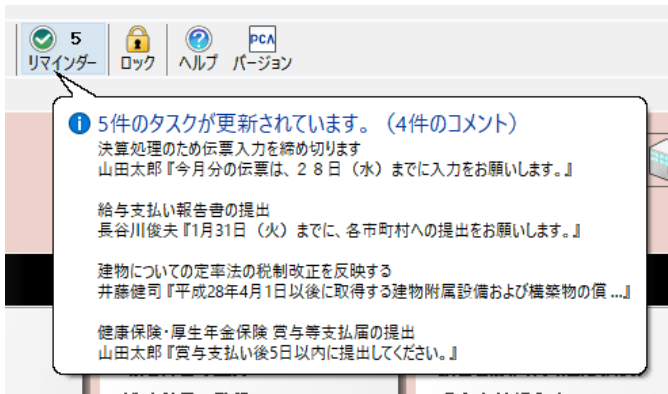 5
リマインダー ロック ヘルプ PCA バージョン
5件のタスクが更新されています。（4件のコメント）
決算処理のため伝票入力を締め切ります
山田太郎『今月分の伝票は、２８日（水）までに入力をお願いします。』
給与支払い報告書の提出
長谷川俊夫『1月31日（火）までに、各市町村への提出をお願いします。』
建物についての定率法の税制改正を反映する
井藤健司『平成28年4月1日以後に取得する建物附属設備および構築物の償 ...』
健康保険・厚生年金保険 賞与等支払届の提出
山田太郎『賞与支払い後5日以内に提出してください。』